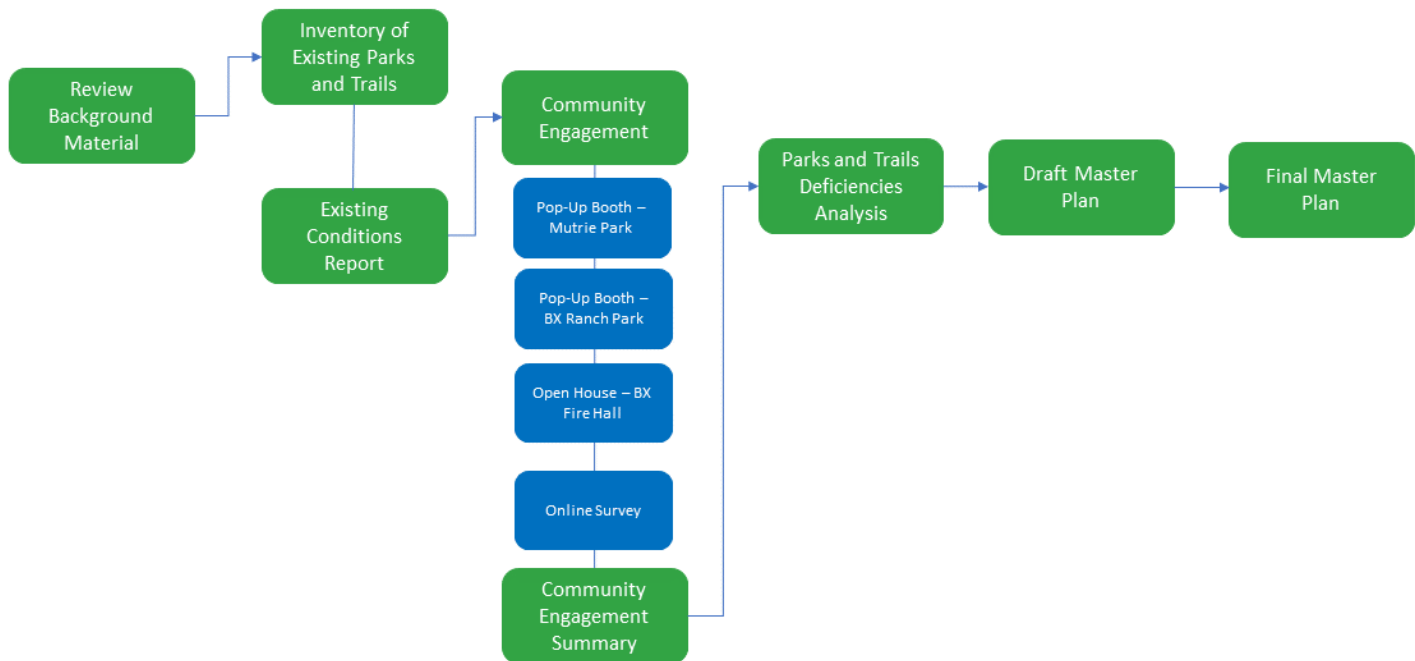 Review
Background
Material
Inventory of
Existing Parks
and Trails
Existing
Conditions
Report
Community
Engagement
Pop-Up Booth –
Mutrie Park
Pop-Up Booth –
BX Ranch Park
Open House – BX
Fire Hall
Online Survey
Community
Engagement
Summary
Parks and Trails
Deficiencies
Analysis
Draft Master
Plan
Final Master
Plan